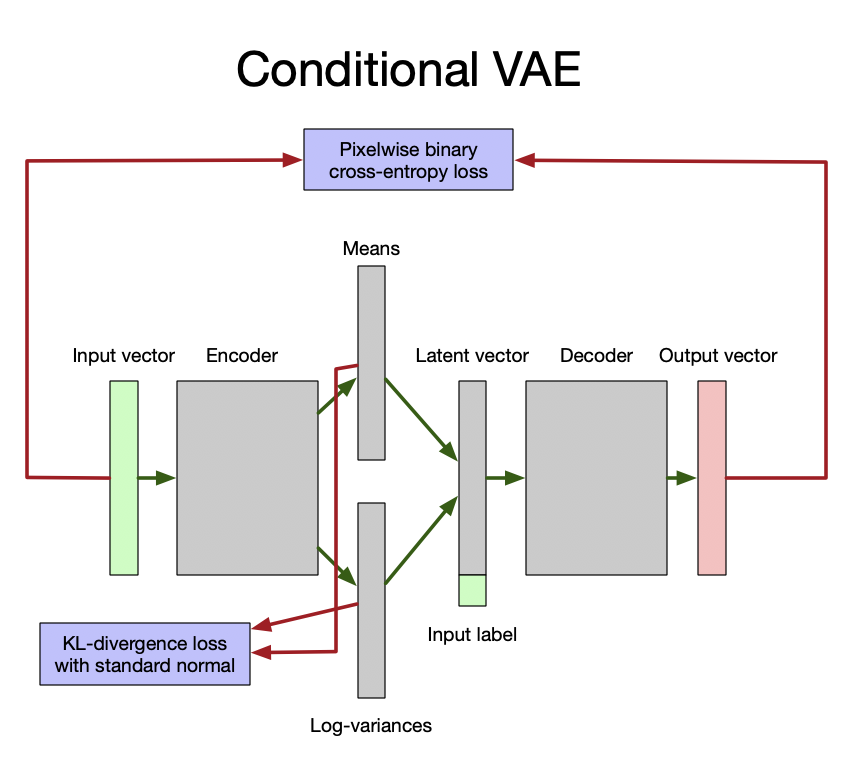 Conditional VAE
Pixelwise binary
cross-entropy loss
Means
Input vector
Encoder
Latent vector
Decoder
Output vector
Input label
KL-divergence loss
with standard normal
Log-variances